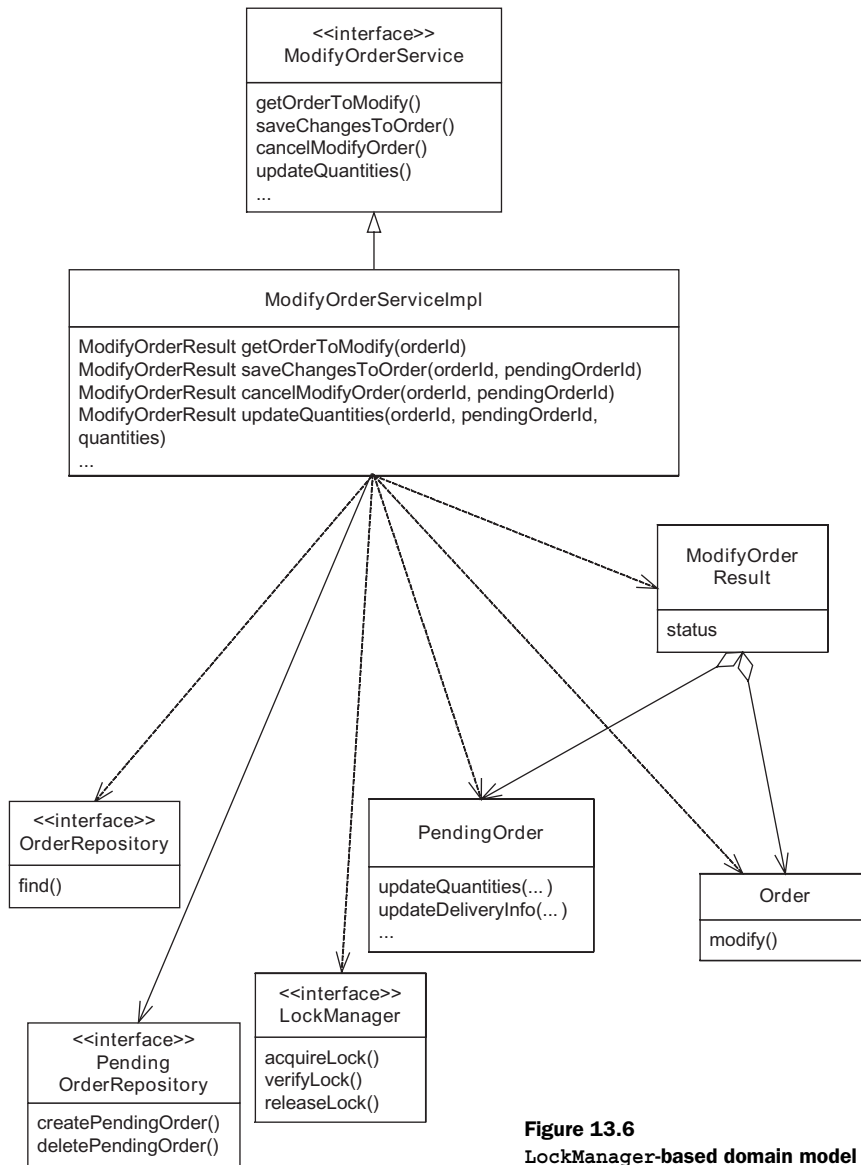 <<interface>>
ModifyOrderService
getOrderToModify()
saveChangesToOrder()
cancelModifyOrder()
updateQuantities()
...
ModifyOrderServiceImpl
ModifyOrderResult getOrderToModify(orderId)
ModifyOrderResult saveChangesToOrder(orderId, pendingOrderId)
ModifyOrderResult cancelModifyOrder(orderId, pendingOrderId)
ModifyOrderResult updateQuantities(orderId, pendingOrderId,
quantities)
...
ModifyOrder
Result
status
<<interface>>
OrderRepository
find()
PendingOrder
updateQuantities(... )
updateDeliveryInfo(... )
...
Order
modify()
<<interface>>
LockManager
acquireLock()
verifyLock()
releaseLock()
<<interface>>
Pending
OrderRepository
createPendingOrder()
deletePendingOrder()
Figure 13.6
LockManager-based domain model